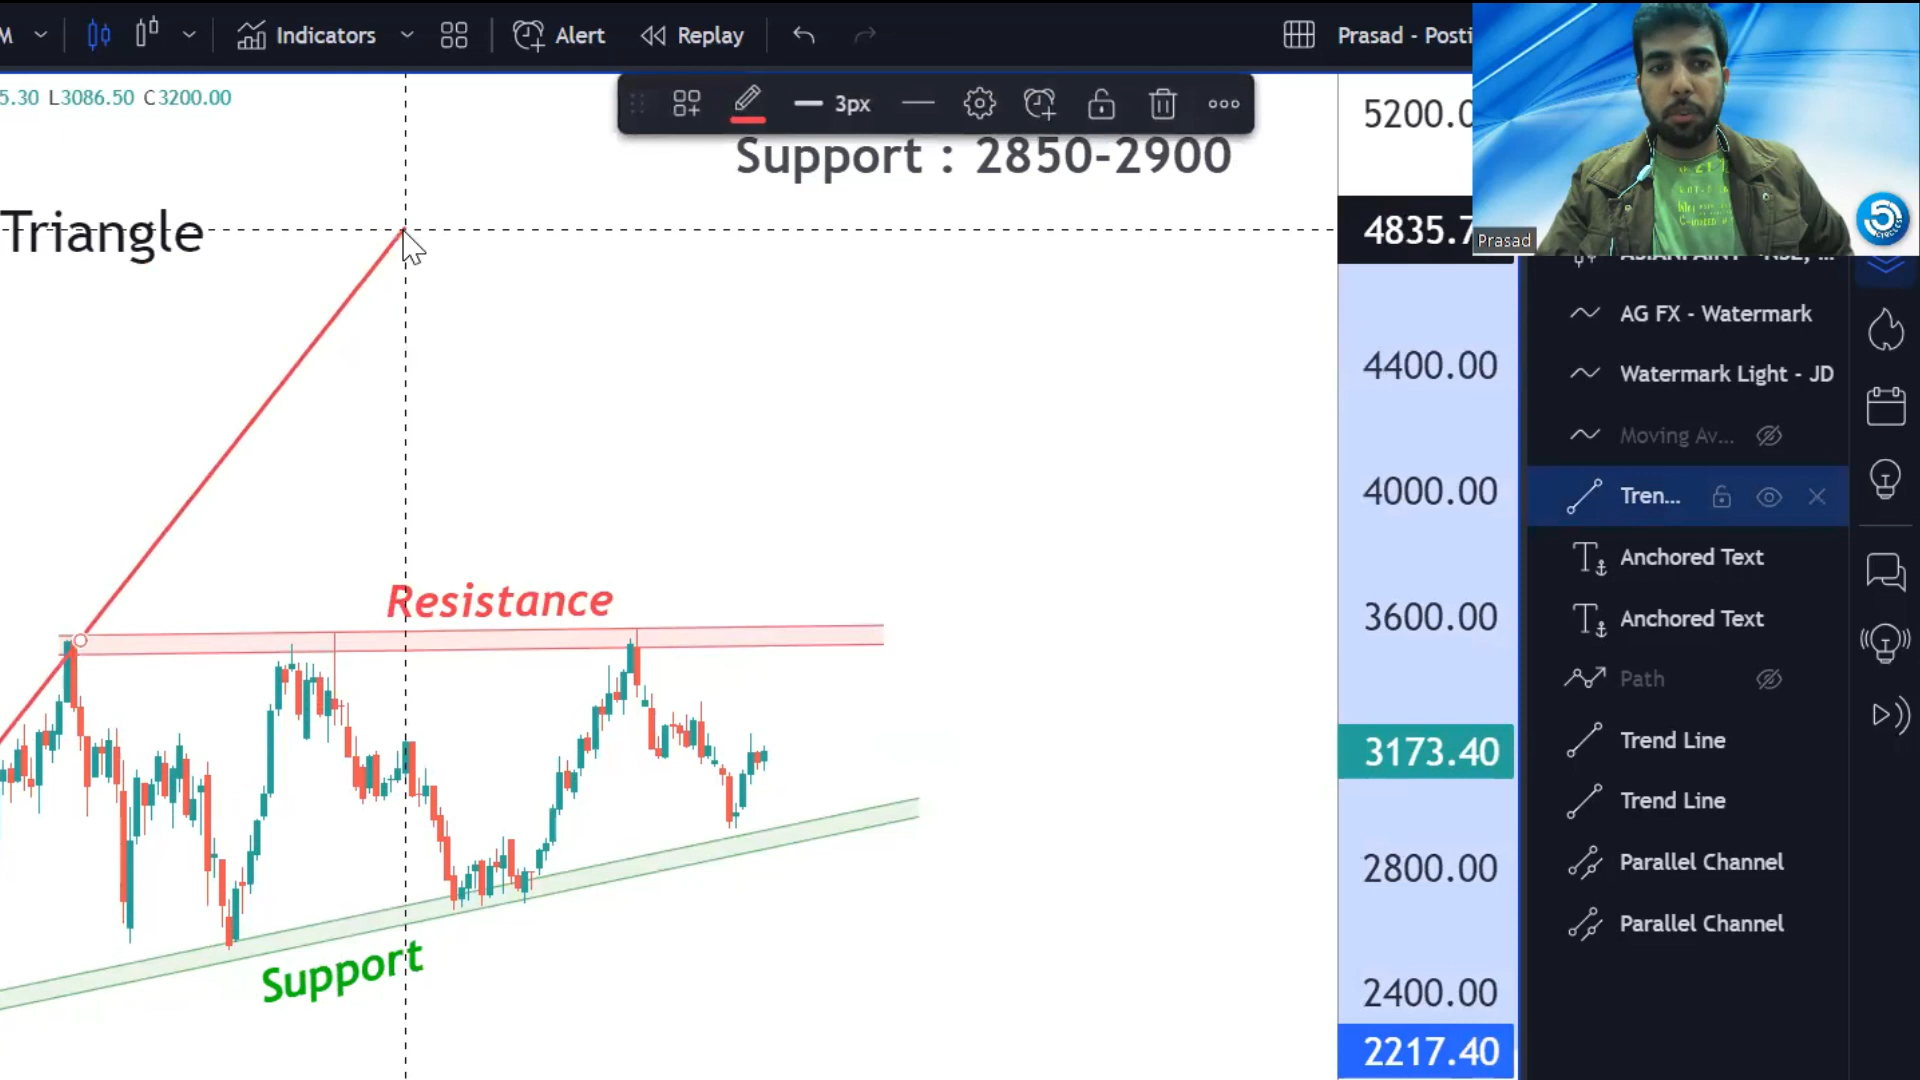 M
Indicators
Alert
Replay
Prasad - Posti
5.30 L3086.50 C3200.00
3px
Support : 2850-2900
Triangle
Resistance
Support
5200.0
4835.7
4400.00
4000.00
3600.00
3173.40
2800.00
2400.00
2217.40
Prasad
5
AG FX - Watermark
Watermark Light - JD
Moving Av...
Tren...
Anchored Text
Anchored Text
Path
Trend Line
Trend Line
Parallel Channel
Parallel Channel